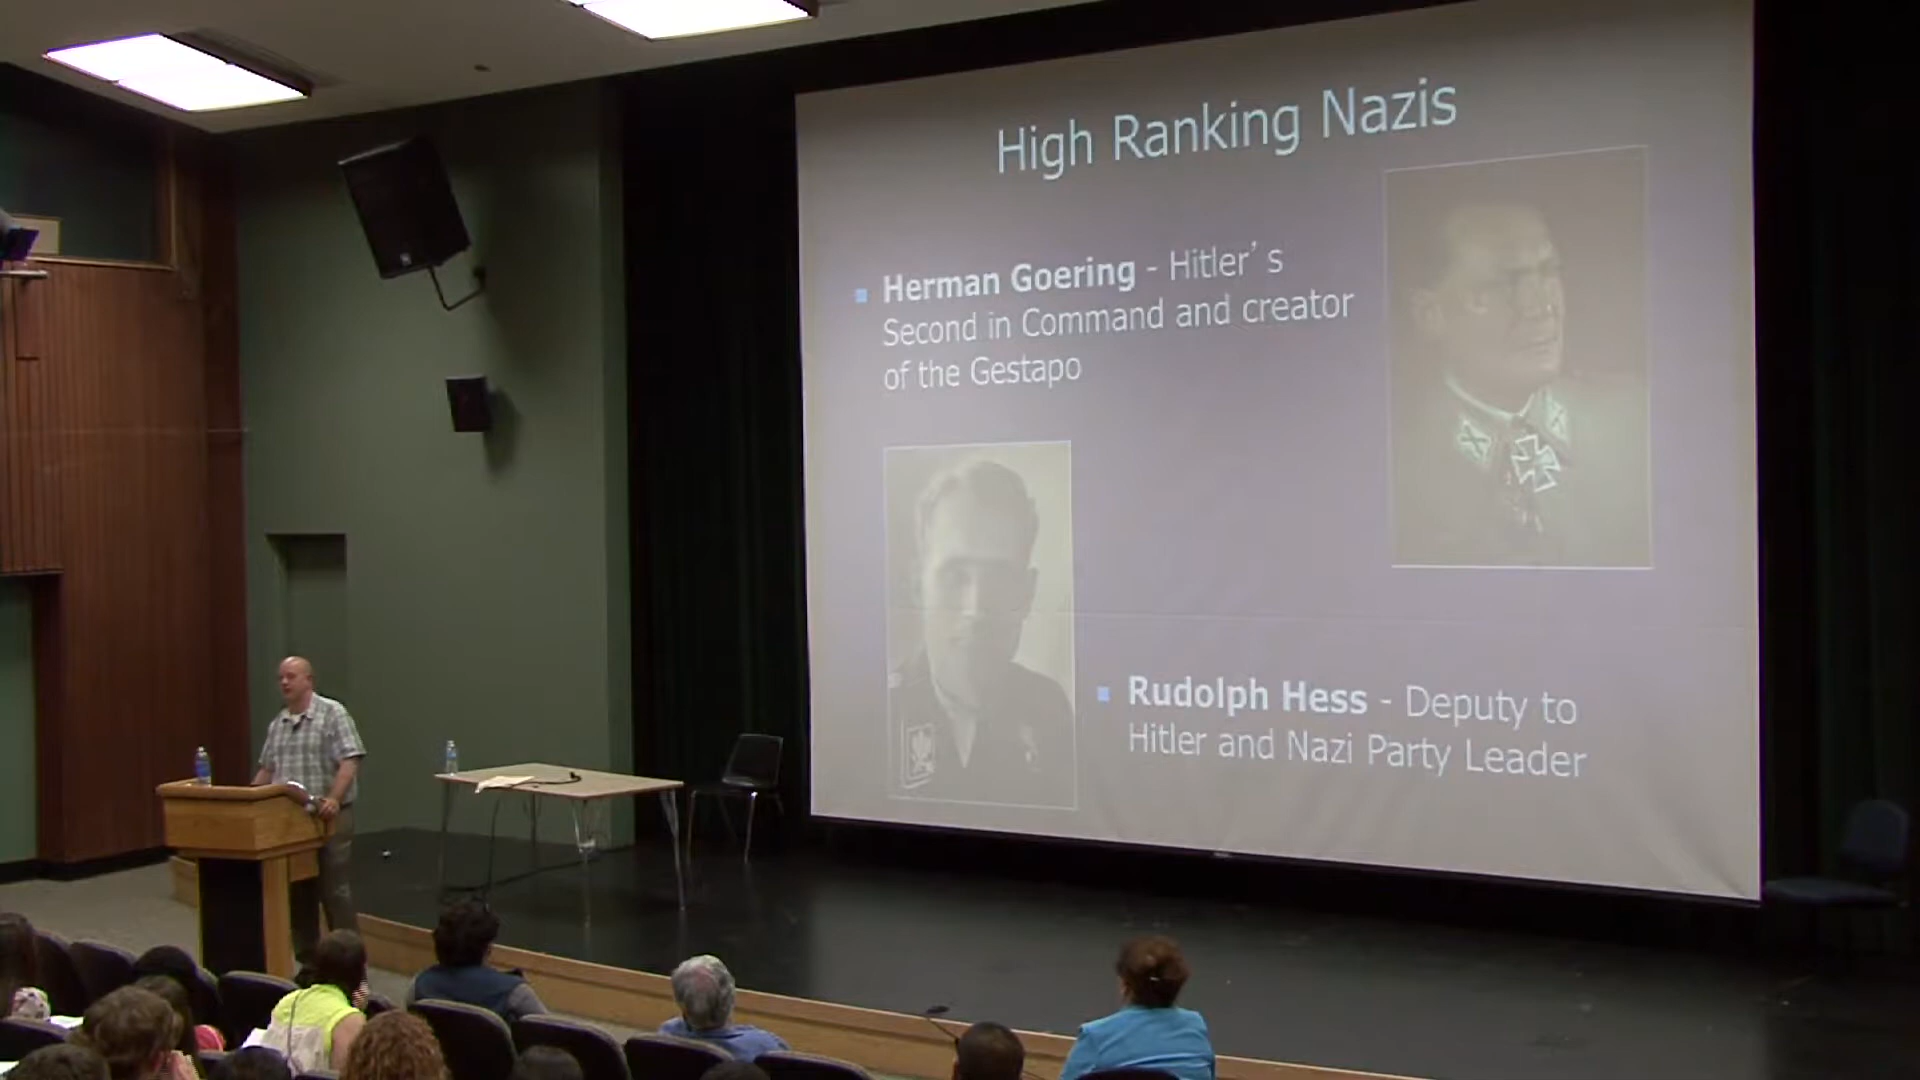 High Ranking Nazis
Herman Goering - Hitler's
Second in Command and creator
of the Gestapo
Rudolph Hess - Deputy to
Hitler and Nazi Party Leader